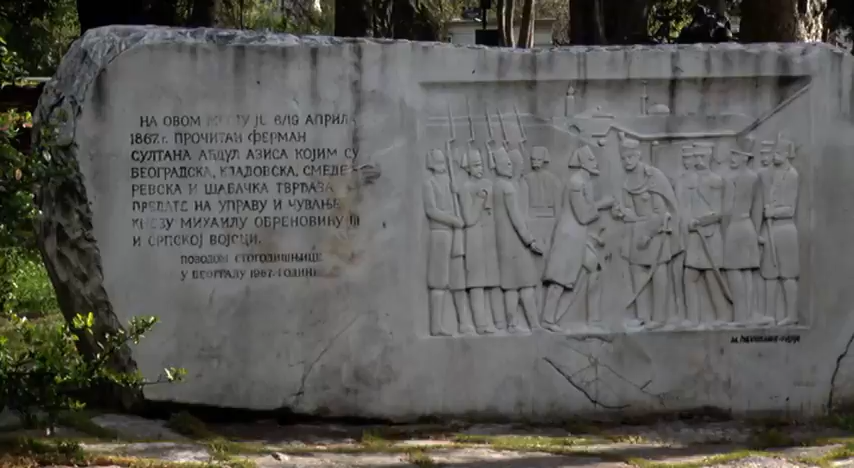 НА ОВОМ МЕСТУ ЈЕ 6/19 АПРИЛА
1867 г. ПРОЧИТАН ФЕРМАН
СУЛТАНА АБДУЛ АЗИСА КОЈИМ СУ
БЕОГРАДСКА, КЛАДОВСКА, СМЕДЕ
РЕВСКА И ШАБАЧКА ТВРЂАВА
ПРЕДАТЕ НА УПРАВУ И ЧУВАЊЕ
КНЕЗУ МИХАИЛУ ОБРЕНОВИЋУ III
И СРПСКОЈ ВОЈСЦИ.
ПОВОДОМ СТОГОДИШЊИЦЕ
У БЕОГРАДУ 1967. ГОДИНЕ